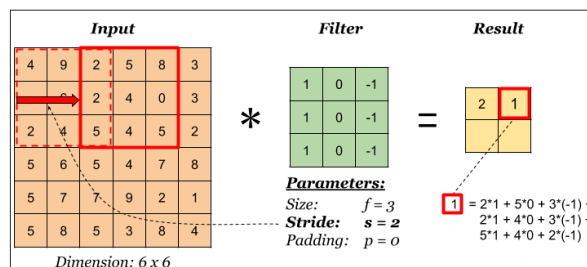 Input
Filter
Result
4 9 2 5 8 3
2 4 0 3
2 4 5 4 5 2
5 6 5 4 7 8
5 7 7 9 2 1
5 8 5 3 8 4
Dimension: 6 x 6
*
1 0 -1
1 0 -1
1 0 -1
=
2 1
Parameters:
Size: f = 3
Stride: s = 2
Padding: p = 0
1 = 2*1 + 5*0 + 3*(-1)
2*1 + 4*0 + 3*(-1)
5*1 + 4*0 + 2*(-1)